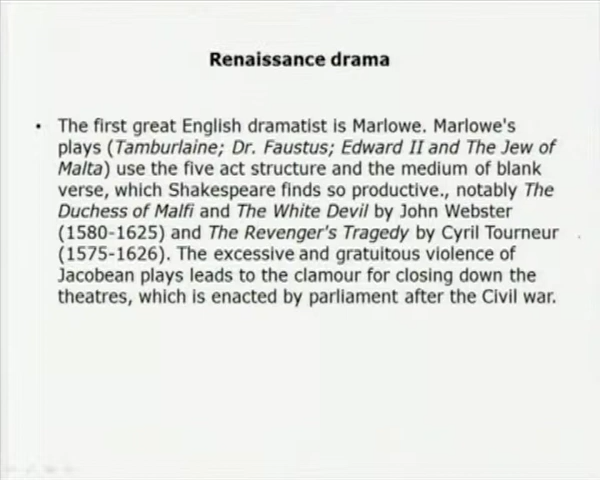 Renaissance drama
• The first great English dramatist is Marlowe. Marlowe's
plays (Tamburlaine; Dr. Faustus; Edward II and The Jew of
Malta) use the five act structure and the medium of blank
verse, which Shakespeare finds so productive., notably The
Duchess of Malfi and The White Devil by John Webster
(1580-1625) and The Revenger's Tragedy by Cyril Tourneur
(1575-1626). The excessive and gratuitous violence of
Jacobean plays leads to the clamour for closing down the
theatres, which is enacted by parliament after the Civil war.